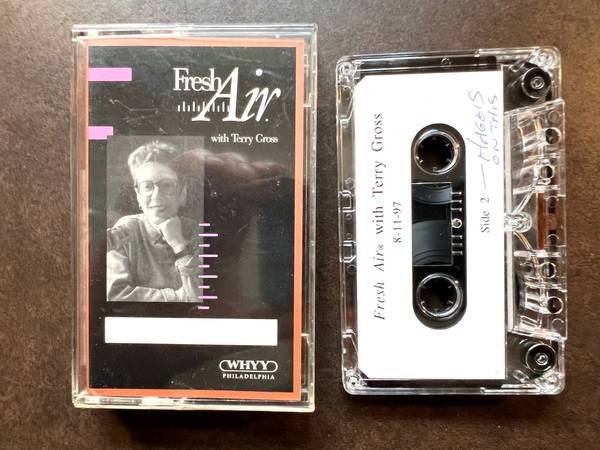 Fresh
Air
with Terry Gross
WHYY
PHILADELPHIA
Fresh Air® with Terry Gross
8-11-97
Side 2 — HAGGIS
ON THIS